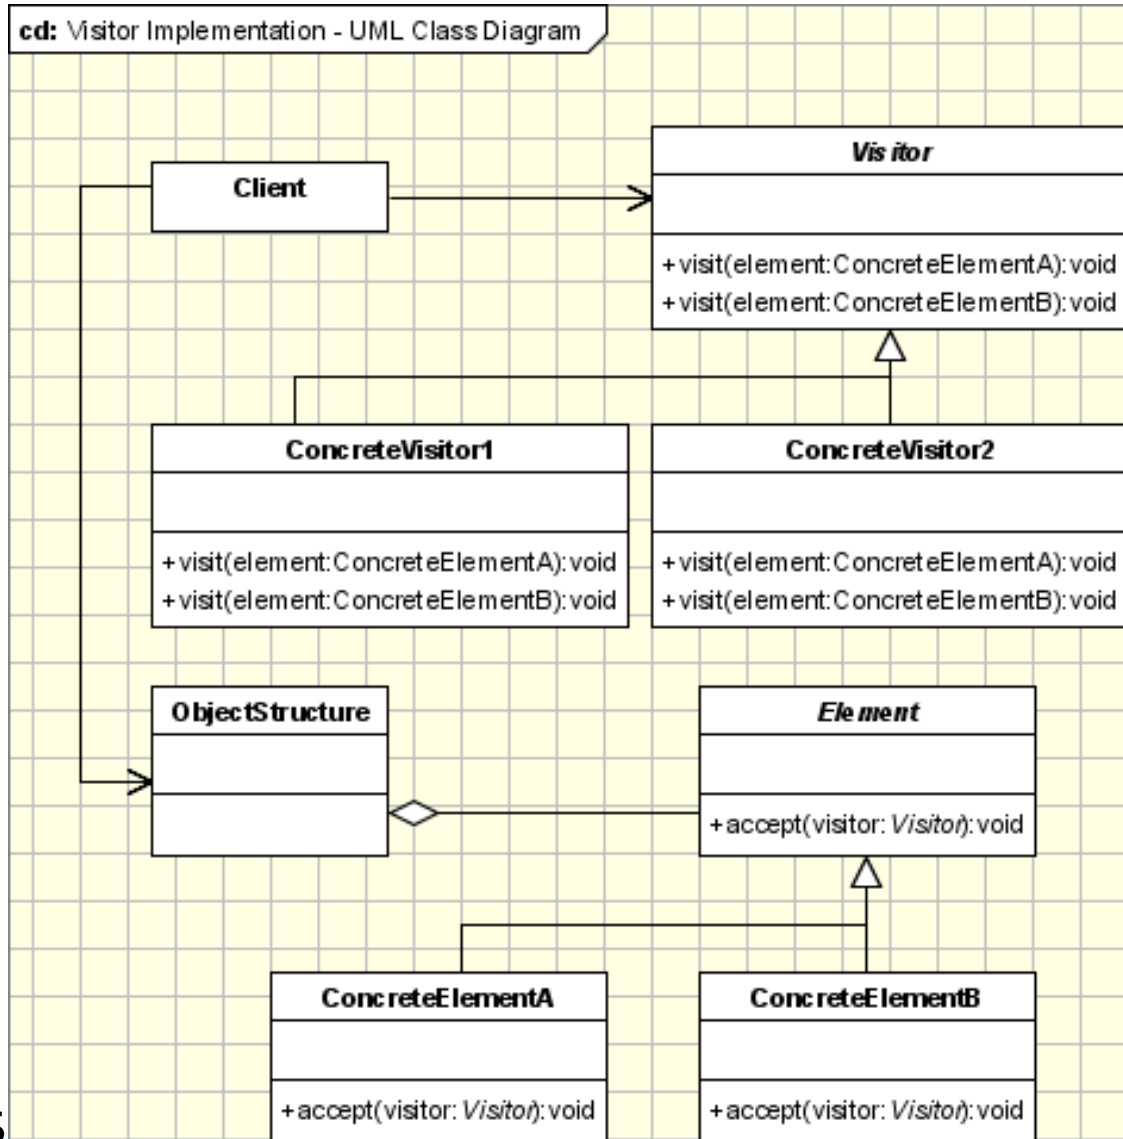 cd: Visitor Implementation - UML Class Diagram
Client
Visitor
+visit(element:ConcreteElementA):void
+visit(element:ConcreteElementB):void
ConcreteVisitor1
+visit(element:ConcreteElementA):void
+visit(element:ConcreteElementB):void
ConcreteVisitor2
+visit(element:ConcreteElementA):void
+visit(element:ConcreteElementB):void
ObjectStructure
Element
+accept(visitor:Visitor):void
ConcreteElementA
+accept(visitor:Visitor):void
ConcreteElementB
+accept(visitor:Visitor):void